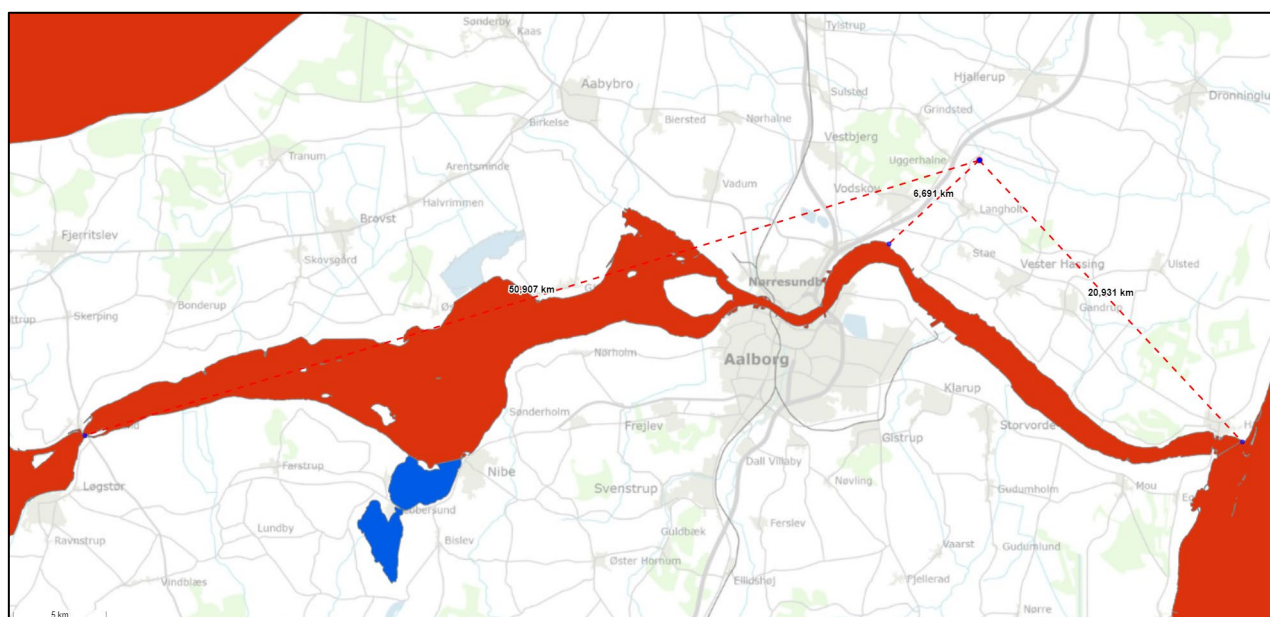 Sønderby
Kaas
Tylstrup
Hjallerup
Aabybro
Sulsted
Dronninglu
Grindsted
Biersted
Nørhalne
Birkelse
Vestbjerg
Tranum
Uggerhalne
Arentsminde
Vadum
Vodskov
6,691 km
Halvrimmen
Langholt
Brovst
Fjerritslev
Stae
Skovsgård
Vester Hassing
Ulsted
Nørresundb
50,907 km
20,931 km
Bonderup
Gandrup
ttrup
Skerping
Nørholm
Aalborg
Klarup
Sønderholm
Frejlev
Storvorde
Gistrup
Farstrup
Nibe
Dall Villaby
Løgstør
Svenstrup
Nøvling
Gudumholm
Mou
bbersund
Lundby
Guldbæk
Ferslev
Ravnstrup
Bislev
Vaarst
Gudumlund
Øster Hornum
Vindblæs
Ellidshøj
Fjellerad
Nørre
5 km